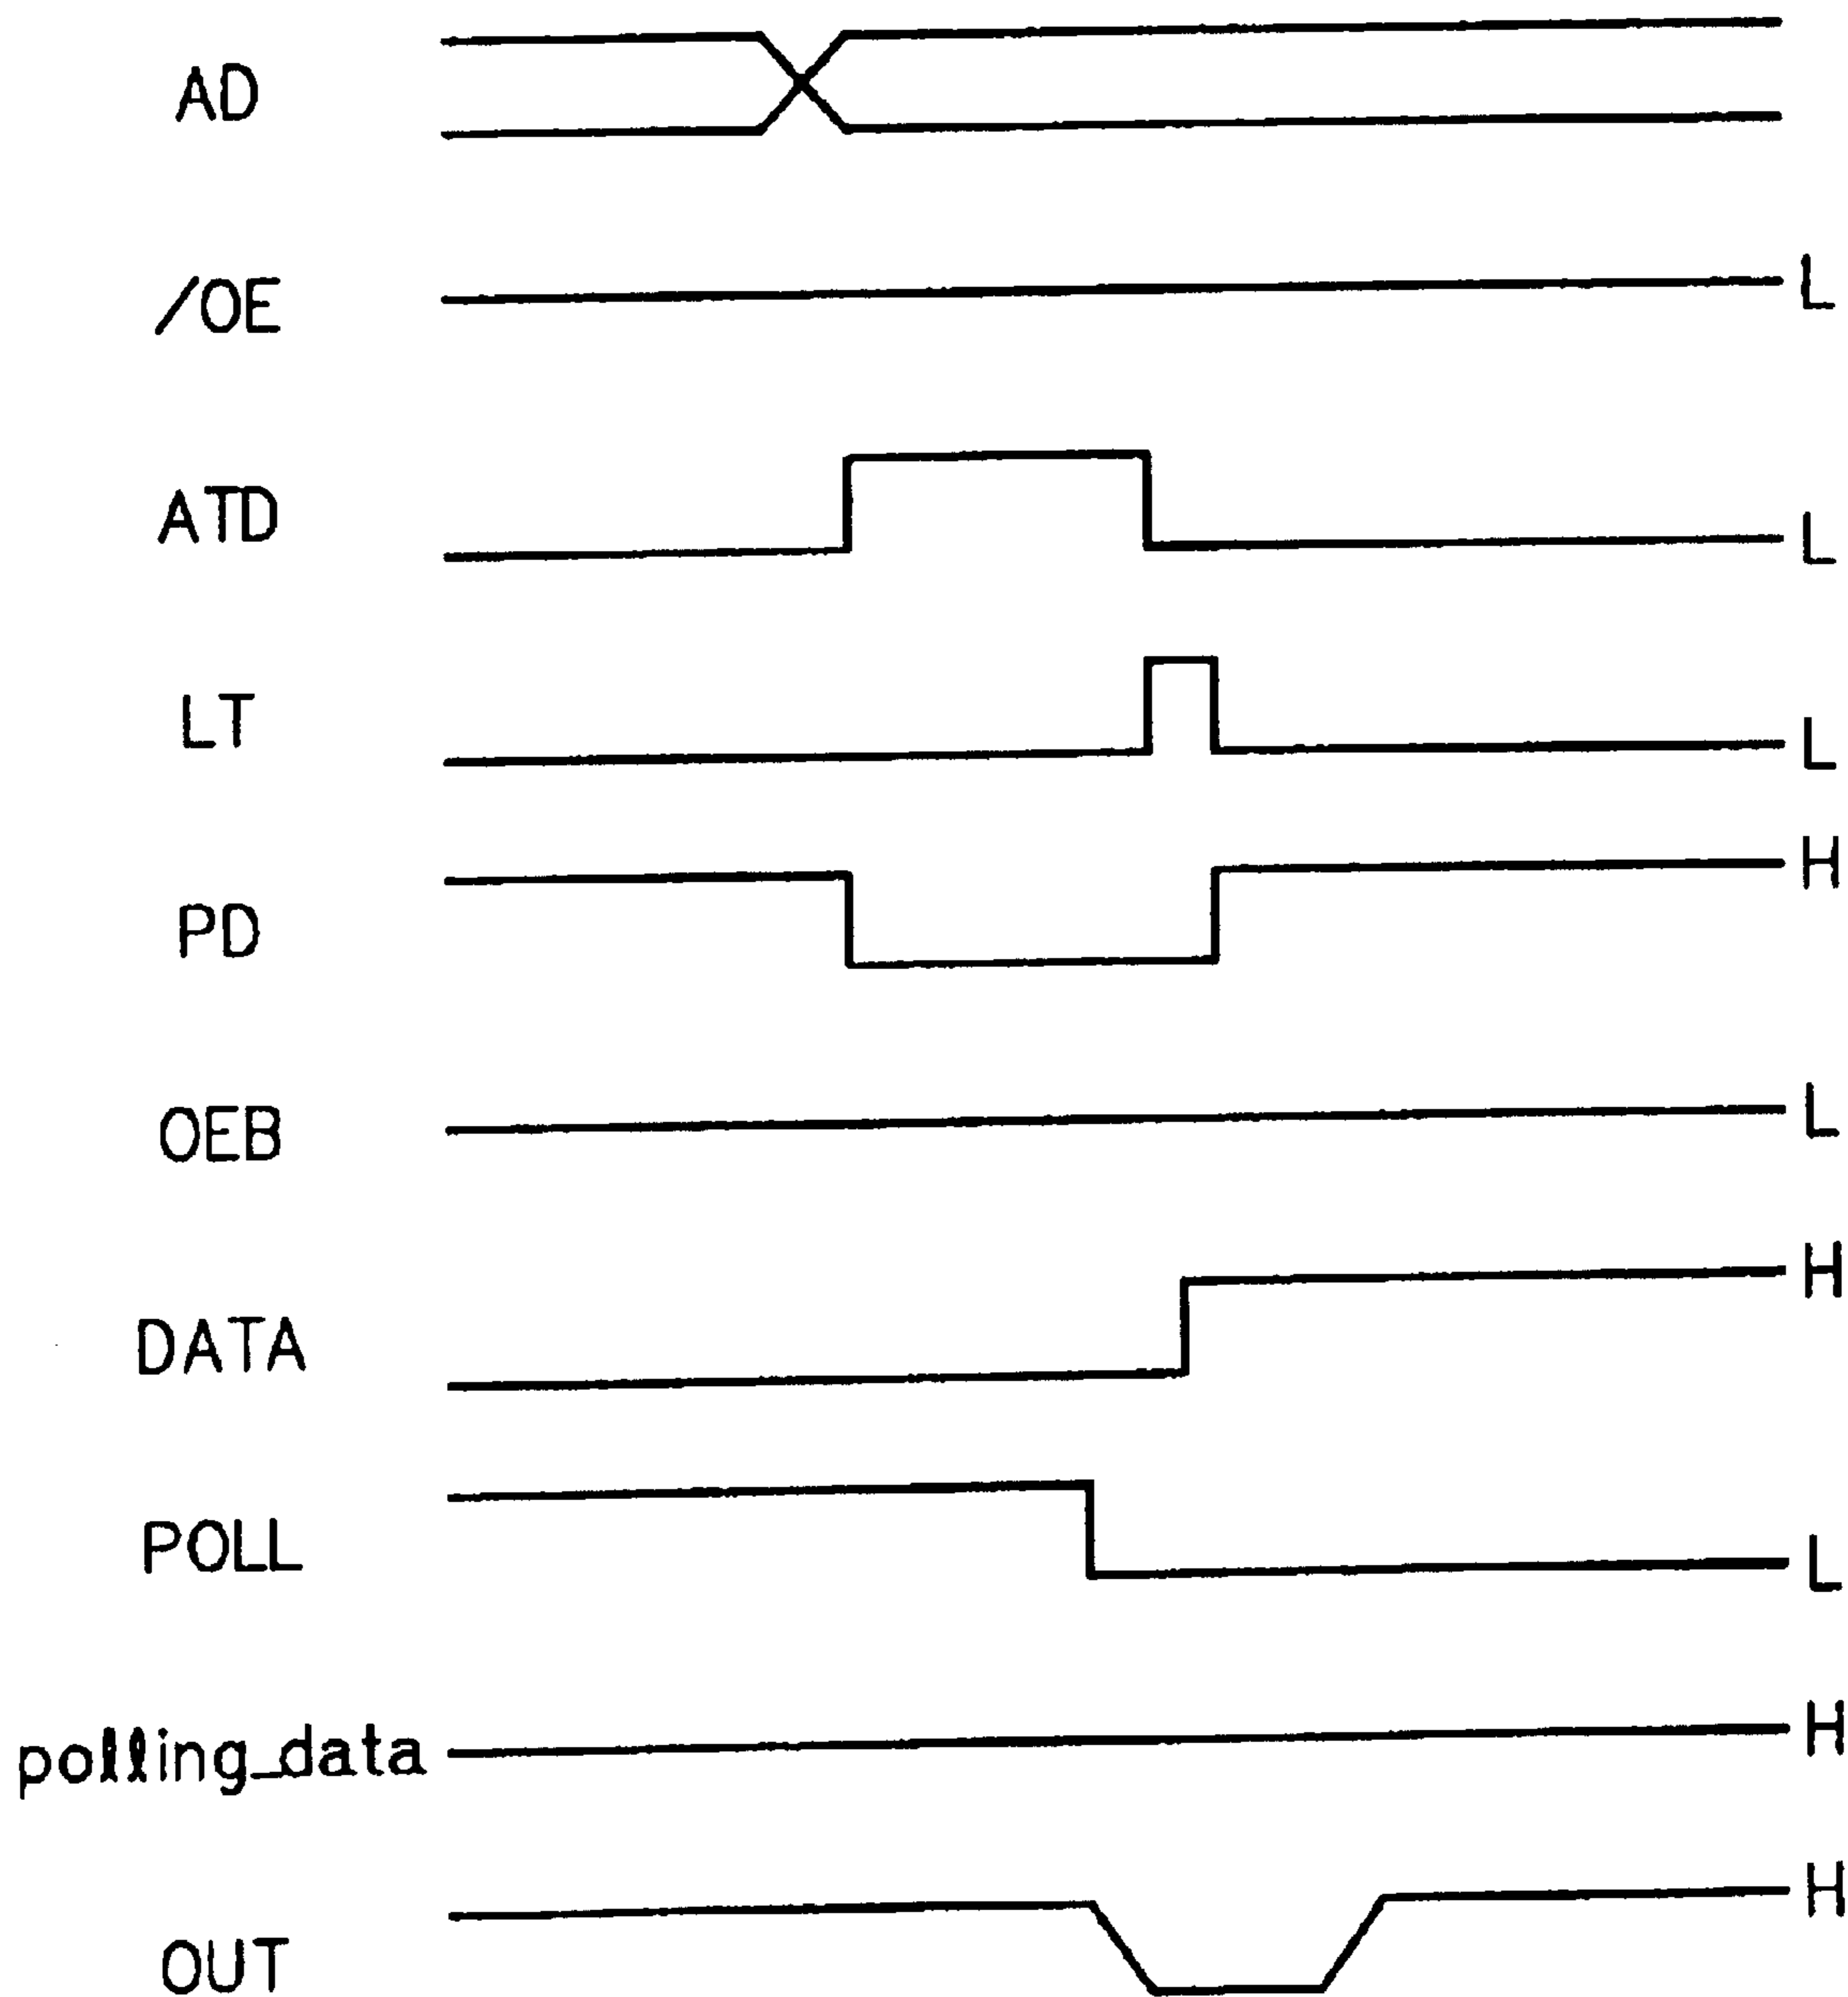 AD
/OE L
ATD L
LT L
PD H
OEB L
DATA H
POLL L
polling_data H
OUT H